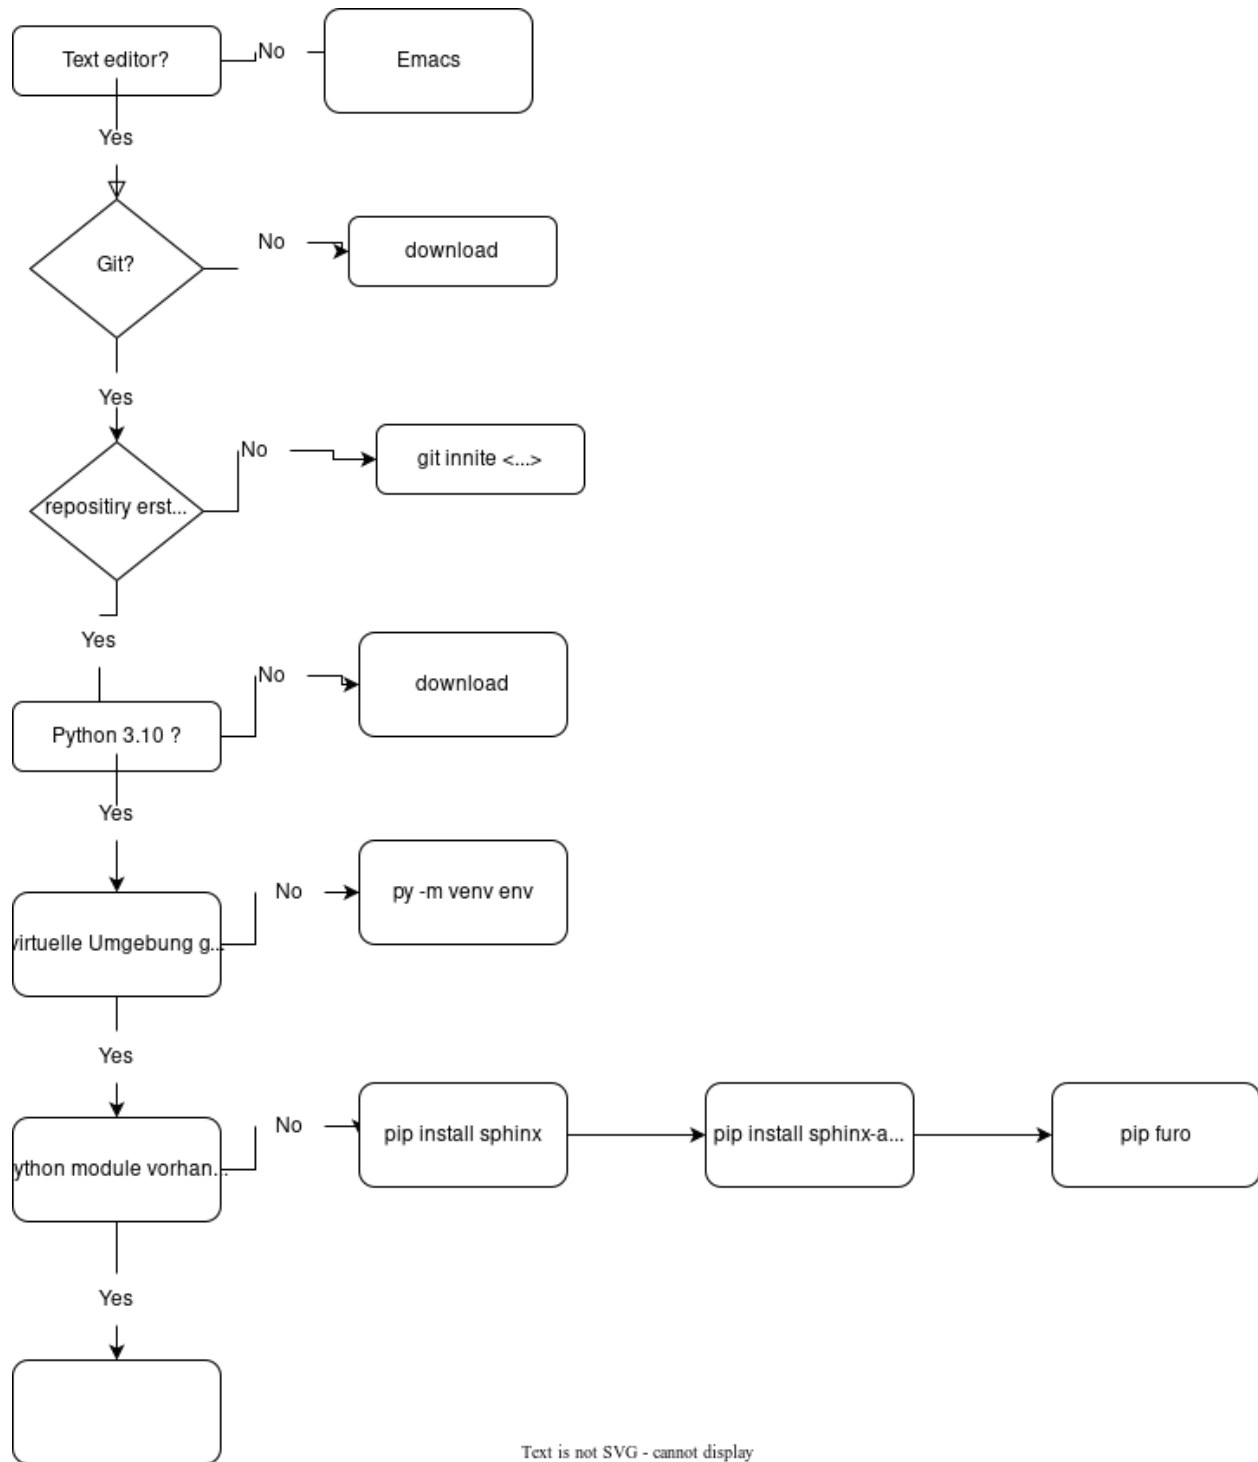 Text editor?
No
Emacs
Yes
Git?
No
download
Yes
repositiry erst...
No
git innite <...>
Yes
Python 3.10 ?
No
download
Yes
virtuelle Umgebung g...
No
py -m venv env
Yes
ython module vorhan...
No
pip install sphinx
pip install sphinx-a...
pip furo
Yes
Text is not SVG - cannot display